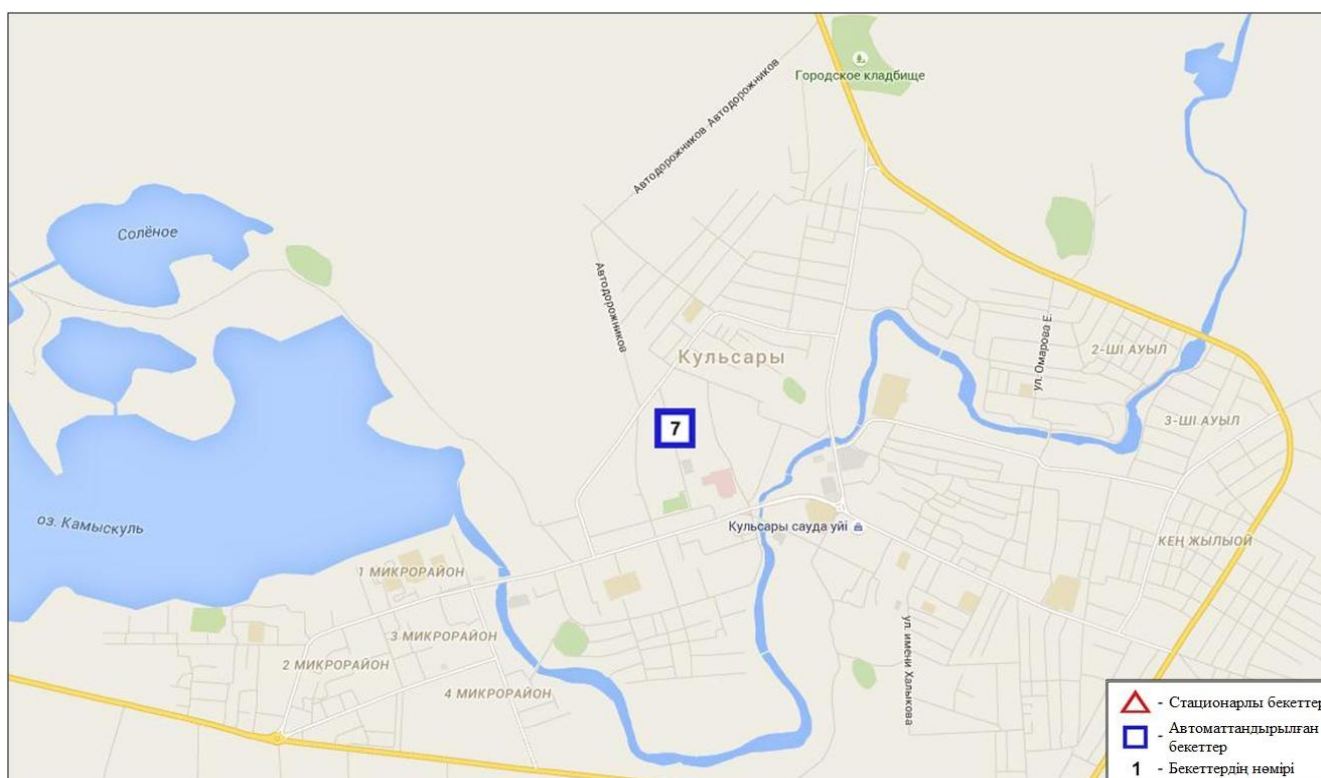 Городское кладбище
Автодорожников Автодорожников
Солёное
Автодорожников
ул. Омарова Е.
2-ШІ АУЫЛ
Кульсары
7
3-ШІ АУЫЛ
оз. Камыскуль
Кульсары сауда уйі
КЕҢ ЖЫЛЫОЙ
1 МИКРОРАЙОН
3 МИКРОРАЙОН
ул. имени Халыкова
2 МИКРОРАЙОН
4 МИКРОРАЙОН
- Стационарлы бекеттер
- Автоматтандырылған
бекеттер
1 - Бекеттердің нөмірі